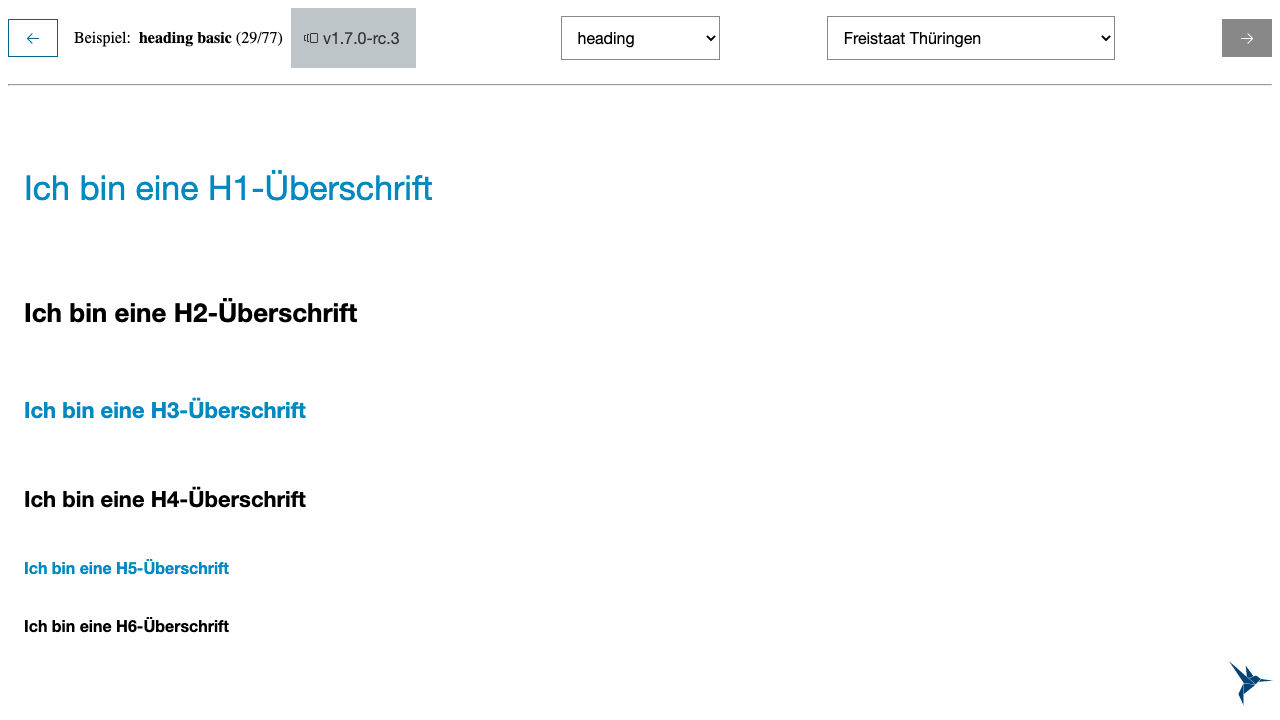 Beispiel: heading basic (29/77) v1.7.0-rc.3 heading Freistaat Thüringen
Ich bin eine H1-Überschrift
Ich bin eine H2-Überschrift
Ich bin eine H3-Überschrift
Ich bin eine H4-Überschrift
Ich bin eine H5-Überschrift
Ich bin eine H6-Überschrift